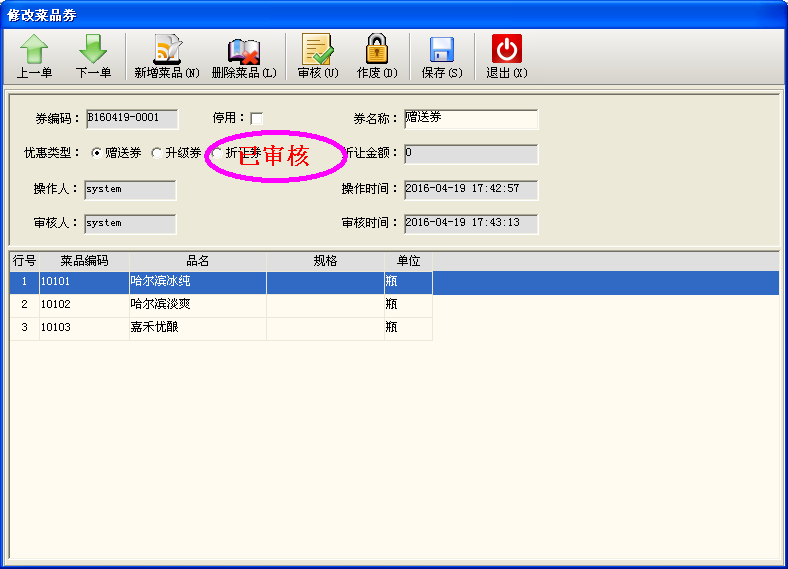 修改菜品券
上一单 下一单 新增菜品(N) 删除菜品(L) 审核(U) 作废(D) 保存(S) 退出(X)
券编码： B160419-0001 停用： 券名称： 赠送券
优惠类型： 赠送券 升级券 折让券 已审核 折让金额： 0
操作人： system 操作时间： 2016-04-19 17:42:57
审核人： system 审核时间： 2016-04-19 17:43:13
行号 菜品编码 品名 规格 单位
1 10101 哈尔滨冰纯 瓶
2 10102 哈尔滨淡爽 瓶
3 10103 嘉禾优酿 瓶